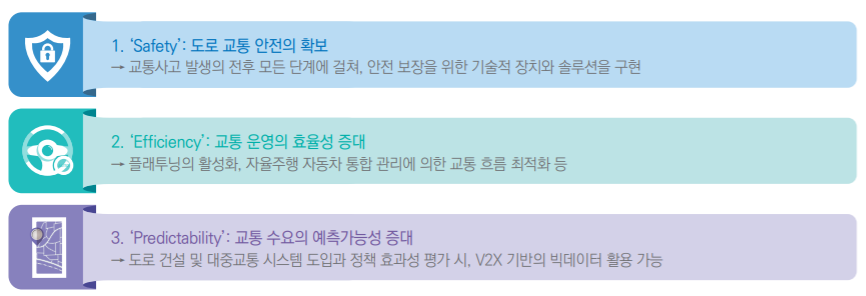 1. ‘Safety’: 도로 교통 안전의 확보
→ 교통사고 발생의 전후 모든 단계에 걸쳐, 안전 보장을 위한 기술적 장치와 솔루션을 구현
2. ‘Efficiency’: 교통 운영의 효율성 증대
→ 플래투닝의 활성화, 자율주행 자동차 통합 관리에 의한 교통 흐름 최적화 등
3. ‘Predictability’: 교통 수요의 예측가능성 증대
→ 도로 건설 및 대중교통 시스템 도입과 정책 효과성 평가 시, V2X 기반의 빅데이터 활용 가능